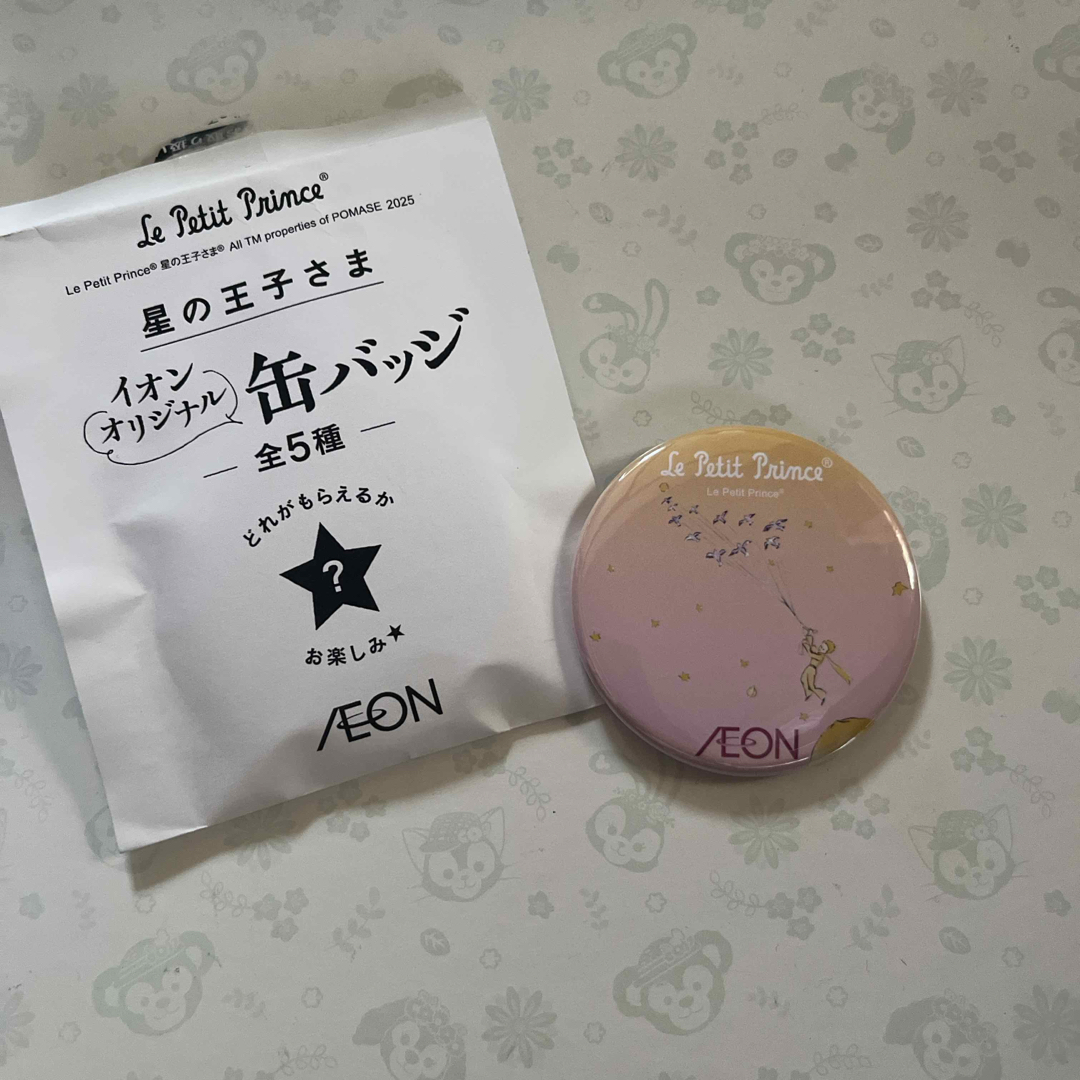 Le Petit Prince®
Le Petit Prince® 星の王子さま® All TM properties of POMASE 2025
星の王子さま
イオン
オリジナル
缶バッジ
全5種
どれがもらえるか
?
お楽しみ★
ÆON
Le Petit Prince®
Le Petit Prince®
ÆON